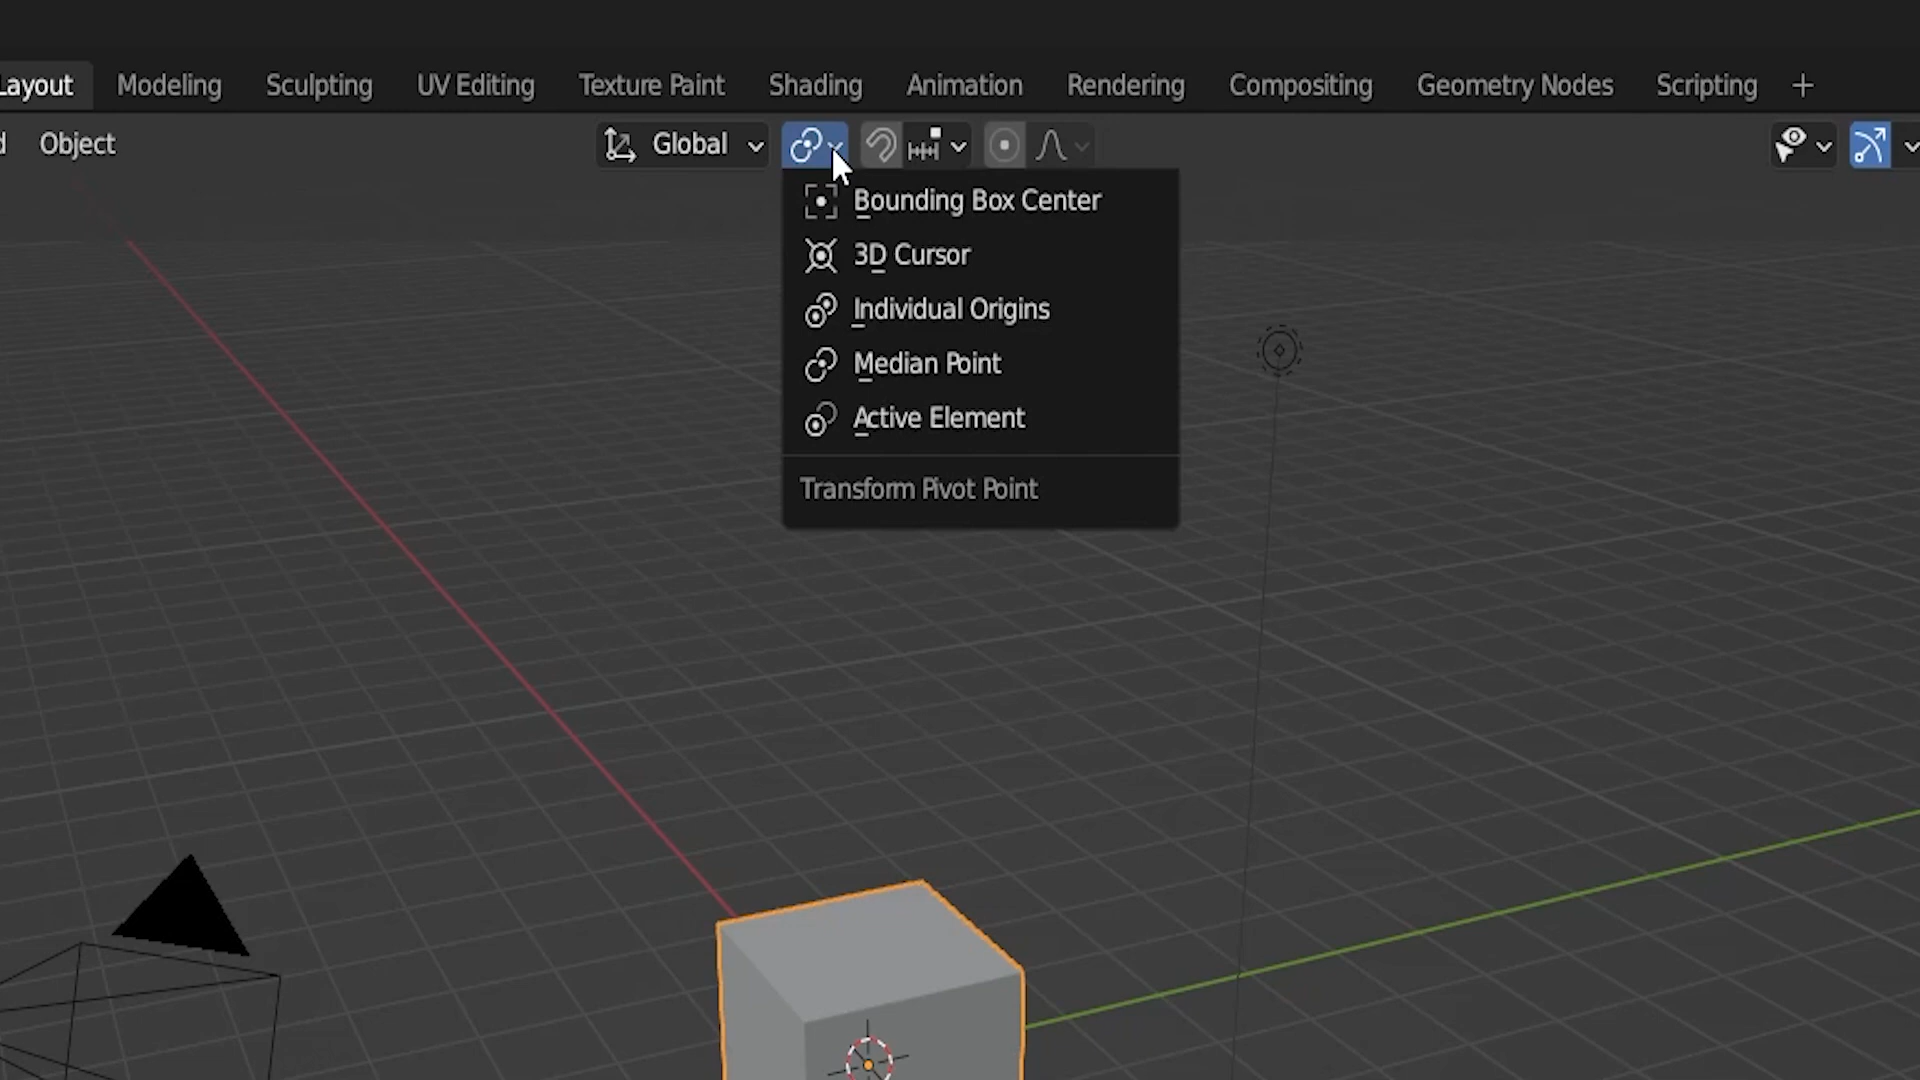 Layout Modeling Sculpting UV Editing Texture Paint Shading Animation Rendering Compositing Geometry Nodes Scripting +
Object Global
Bounding Box Center
3D Cursor
Individual Origins
Median Point
Active Element
Transform Pivot Point